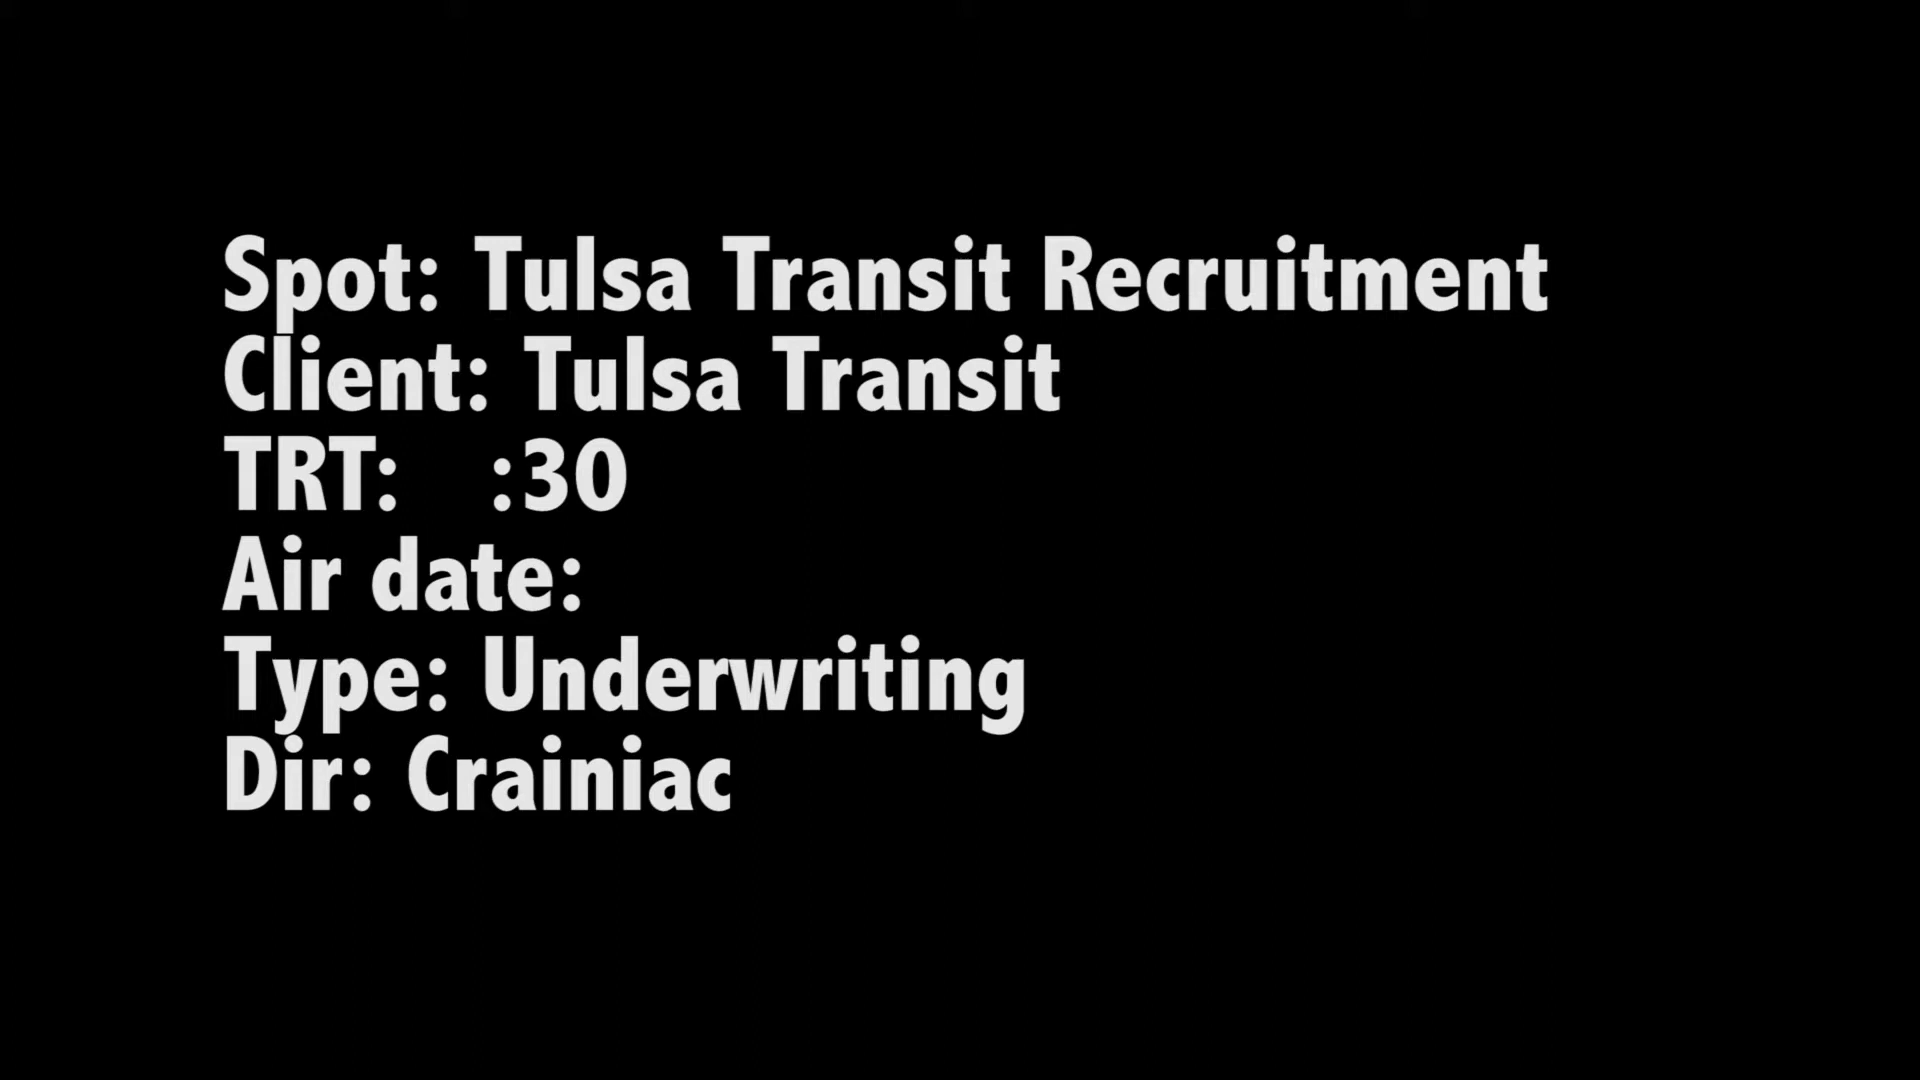 Spot: Tulsa Transit Recruitment
Client: Tulsa Transit
TRT: :30
Air date:
Type: Underwriting
Dir: Crainiac